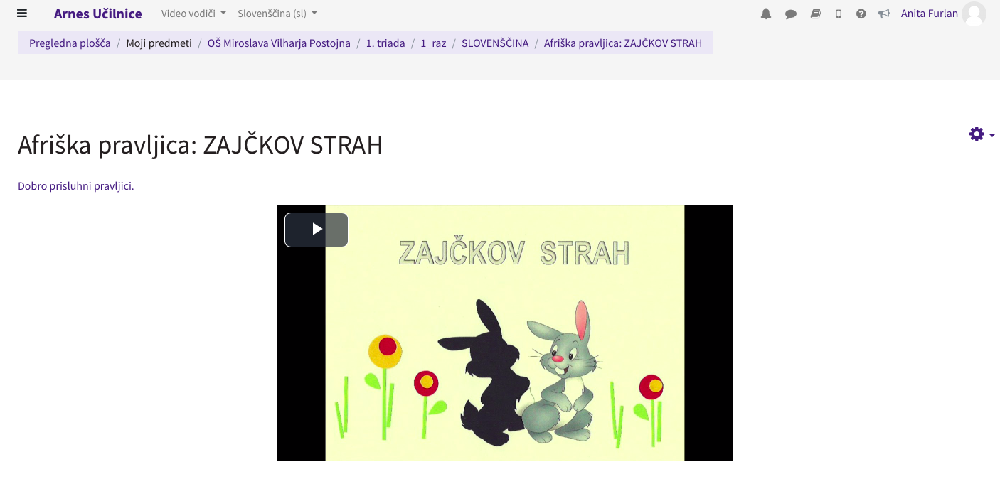 Arnes Učilnice Video vodiči Slovenščina (sl) Anita Furlan
Pregledna plošča / Moji predmeti / OŠ Miroslava Vilharja Postojna / 1. triada / 1_raz / SLOVENŠČINA / Afriška pravljica: ZAJČKOV STRAH
Afriška pravljica: ZAJČKOV STRAH
Dobro prisluhni pravljici.
ZAJČKOV STRAH